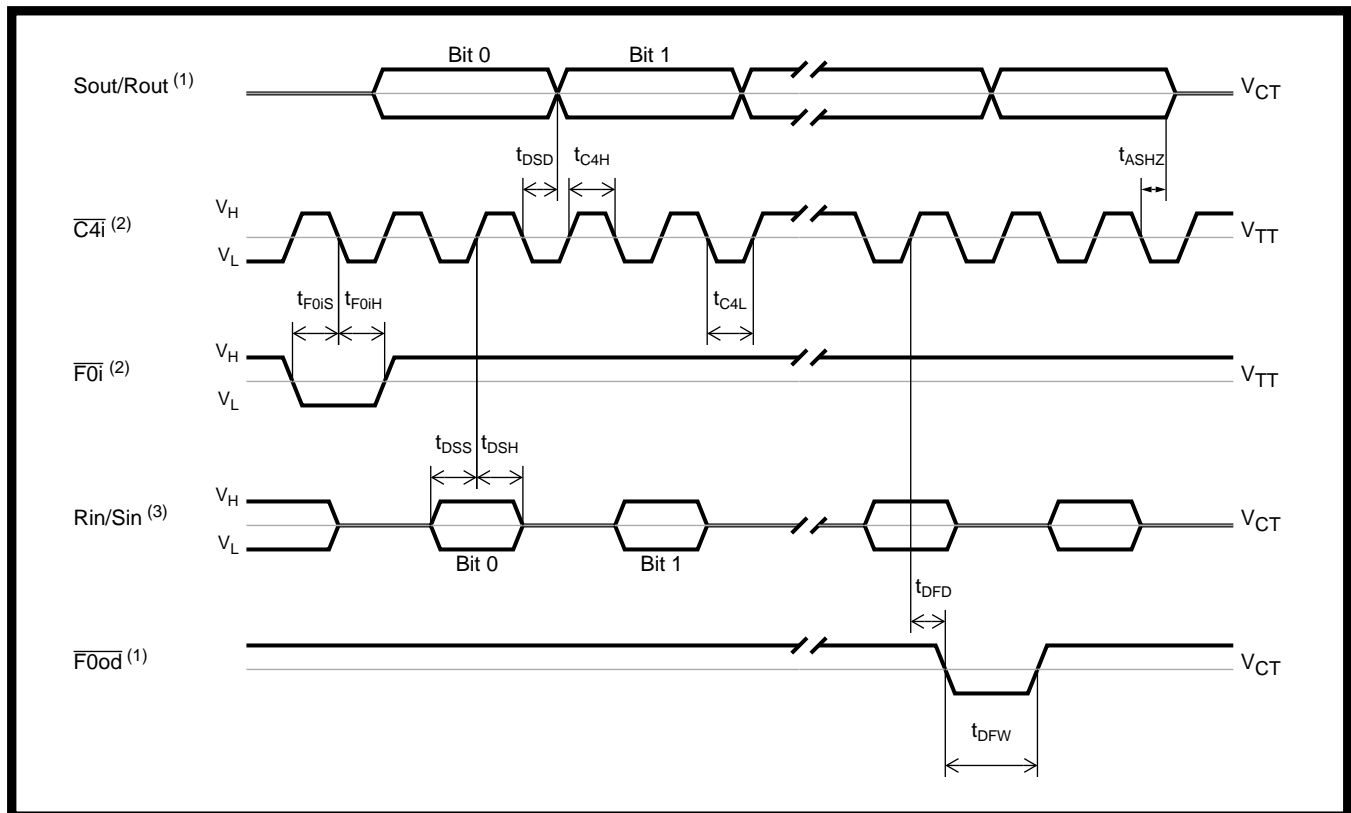 Bit 0 Bit 1
Sout/Rout (1) VCT
tDSD tC4H tASHZ
VH
C4i (2) VTT
VL
tF0iS tF0iH tC4L
VH
F0i (2) VTT
VL
tDSS tDSH
VH
Rin/Sin (3) VCT
VL
Bit 0 Bit 1
tDFD
F0od (1) VCT
tDFW